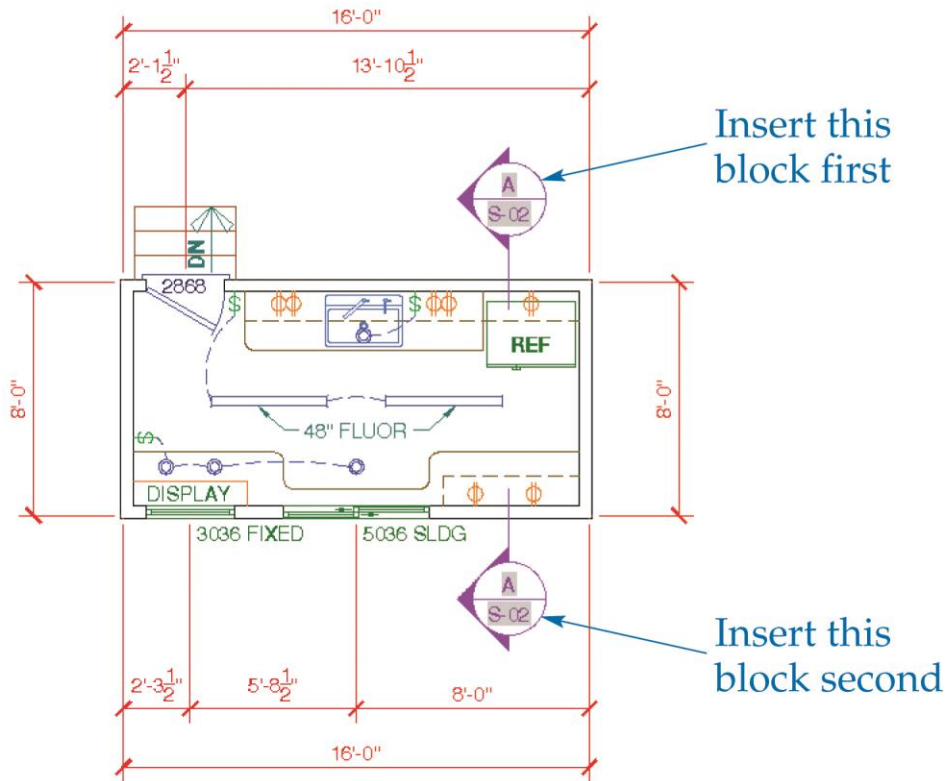 16'-0"
2'-1 1/2"
13'-10 1/2"
Insert this
block first
A
S-02
DN
2868
$
$
REF
8'-0"
8'-0"
48" FLUOR
$
DISPLAY
3036 FIXED
5036 SLDG
A
S-02
Insert this
block second
2'-3 1/2"
5'-8 1/2"
8'-0"
16'-0"